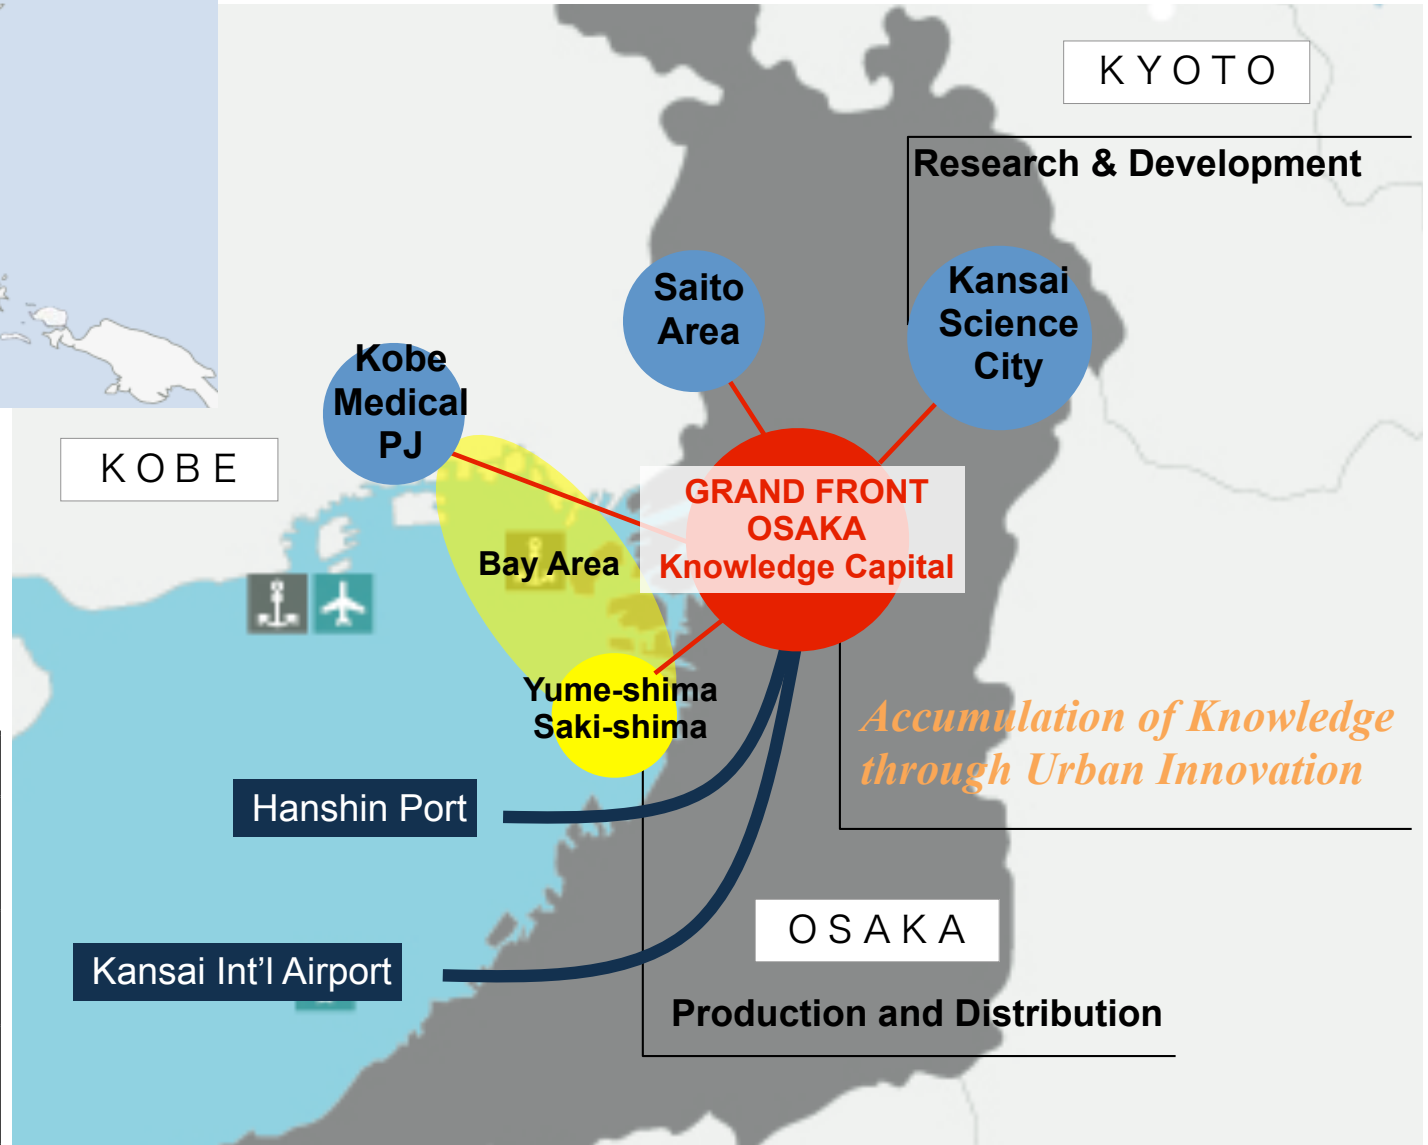 KYOTO
Research & Development
Saito
Area
Kansai
Science
City
Kobe
Medical
PJ
KOBE
GRAND FRONT
OSAKA
Knowledge Capital
Bay Area
Yume-shima
Saki-shima
Accumulation of Knowledge
through Urban Innovation
Hanshin Port
OSAKA
Kansai Int’l Airport
Production and Distribution